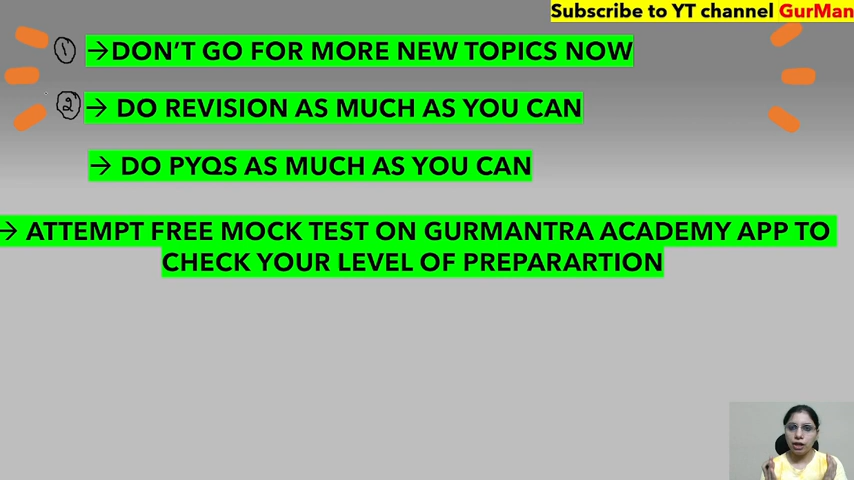 Subscribe to YT channel GurMan
1 →DON'T GO FOR MORE NEW TOPICS NOW
2 → DO REVISION AS MUCH AS YOU CAN
→ DO PYQS AS MUCH AS YOU CAN
→ ATTEMPT FREE MOCK TEST ON GURMANTRA ACADEMY APP TO
CHECK YOUR LEVEL OF PREPARARTION